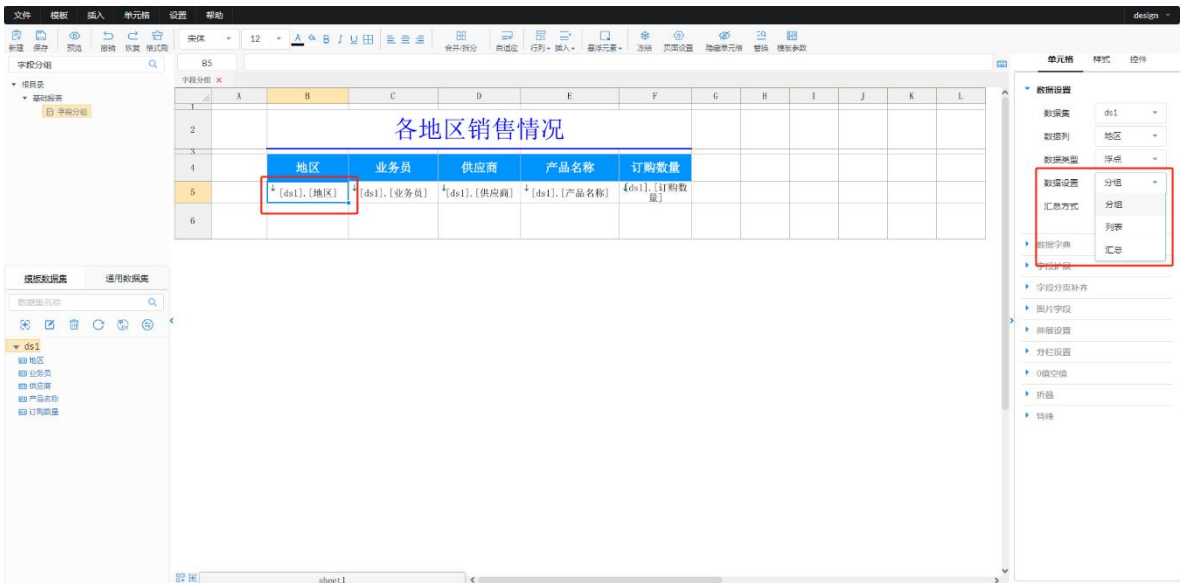 文件 模板 插入 单元格 设置 帮助 design
宋体 12
新建 保存 预览 撤销 恢复 格式刷 合并/拆分 自适应 行列 插入 悬浮元素 冻结 页面设置 隐藏单元格 替换 模板参数
字段分组 B5 单元格 样式 控件
根目录
基础报表
字段分组
字段分组 ×
A B C D E F G H I J K L
1
2 各地区销售情况
3
4 地区 业务员 供应商 产品名称 订购数量
5 [ds1].[地区] [ds1].[业务员] [ds1].[供应商] [ds1].[产品名称] [ds1].[订购数
量]
6
数据设置
数据集 ds1
数据列 地区
数据类型 浮点
数据设置 分组
汇总方式 分组
列表
汇总
数据字典
字段扩展
字段分页补齐
图片字段
伸展设置
分栏设置
0值空值
折叠
特殊
模板数据集 通用数据集
数据集名称
ds1
地区
业务员
供应商
产品名称
订购数量
sheet1